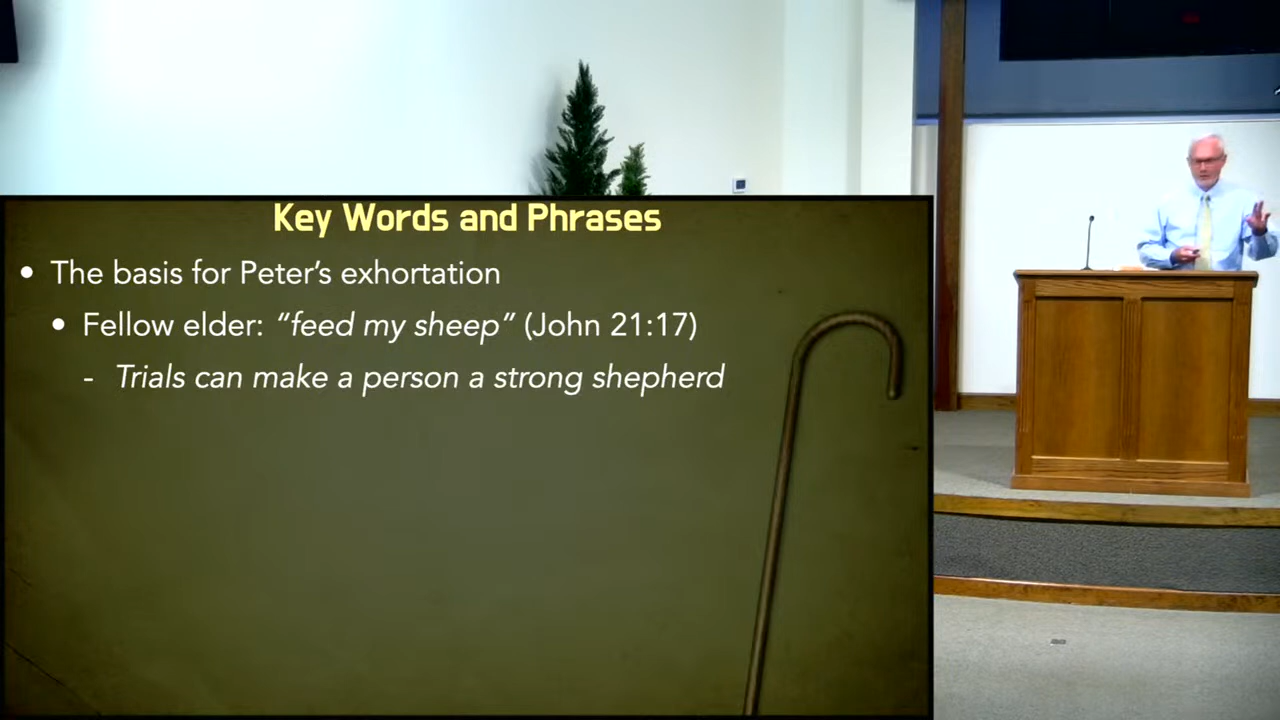 Key Words and Phrases
• The basis for Peter’s exhortation
• Fellow elder: “feed my sheep” (John 21:17)
- Trials can make a person a strong shepherd